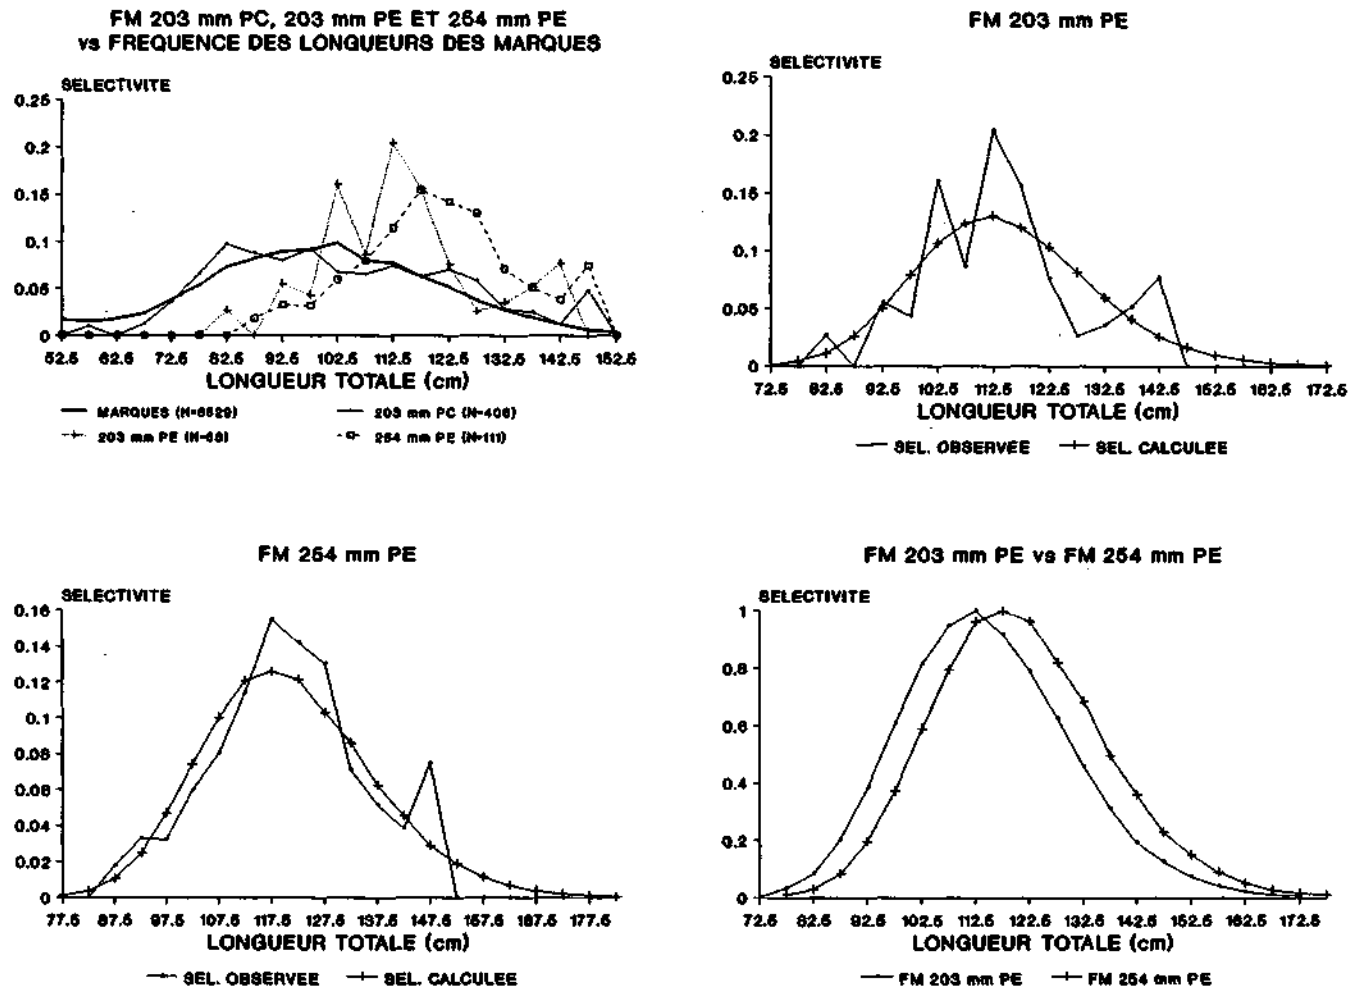 FM 203 mm PC, 203 mm PE ET 254 mm PE
vs FREQUENCE DES LONGUEURS DES MARQUES
SELECTIVITE
0.25
0.2
0.15
0.1
0.05
0
52.5 62.5 72.5 82.5 92.5 102.5 112.5 122.5 132.5 142.5 152.5
LONGUEUR TOTALE (cm)
MARQUES (N=6529) 203 mm PC (N=406)
203 mm PE (N=68) 254 mm PE (N=111)
FM 203 mm PE
SELECTIVITE
0.25
0.2
0.15
0.1
0.05
0
72.5 82.5 92.5 102.5 112.5 122.5 132.5 142.5 152.5 162.5 172.5
LONGUEUR TOTALE (cm)
SEL. OBSERVEE SEL. CALCULEE
FM 254 mm PE
SELECTIVITE
0.16
0.14
0.12
0.1
0.08
0.06
0.04
0.02
0
77.5 87.5 97.5 107.5 117.5 127.5 137.5 147.5 157.5 167.5 177.5
LONGUEUR TOTALE (cm)
SEL. OBSERVEE SEL. CALCULEE
FM 203 mm PE vs FM 254 mm PE
SELECTIVITE
1
0.8
0.6
0.4
0.2
0
72.5 82.5 92.5 102.5 112.5 122.5 132.5 142.5 152.5 162.5 172.5
LONGUEUR TOTALE (cm)
FM 203 mm PE FM 254 mm PE